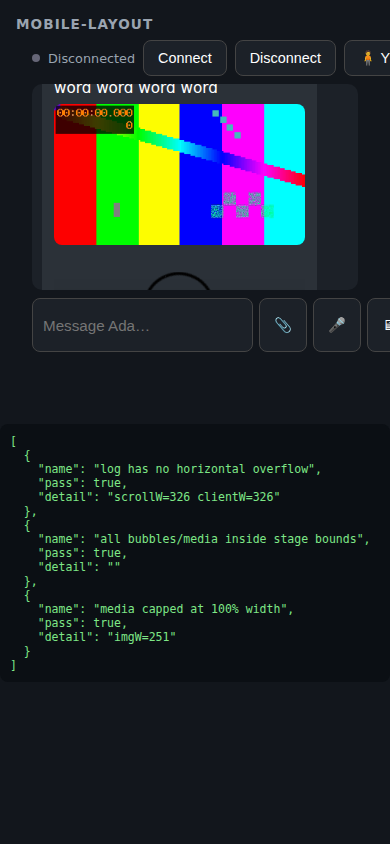 MOBILE-LAYOUT
Disconnected Connect Disconnect Y
word word word word
00:00:00.000
0
Message Ada…
[
  {
    "name": "log has no horizontal overflow",
    "pass": true,
    "detail": "scrollW=326 clientW=326"
  },
  {
    "name": "all bubbles/media inside stage bounds",
    "pass": true,
    "detail": ""
  },
  {
    "name": "media capped at 100% width",
    "pass": true,
    "detail": "imgW=251"
  }
]